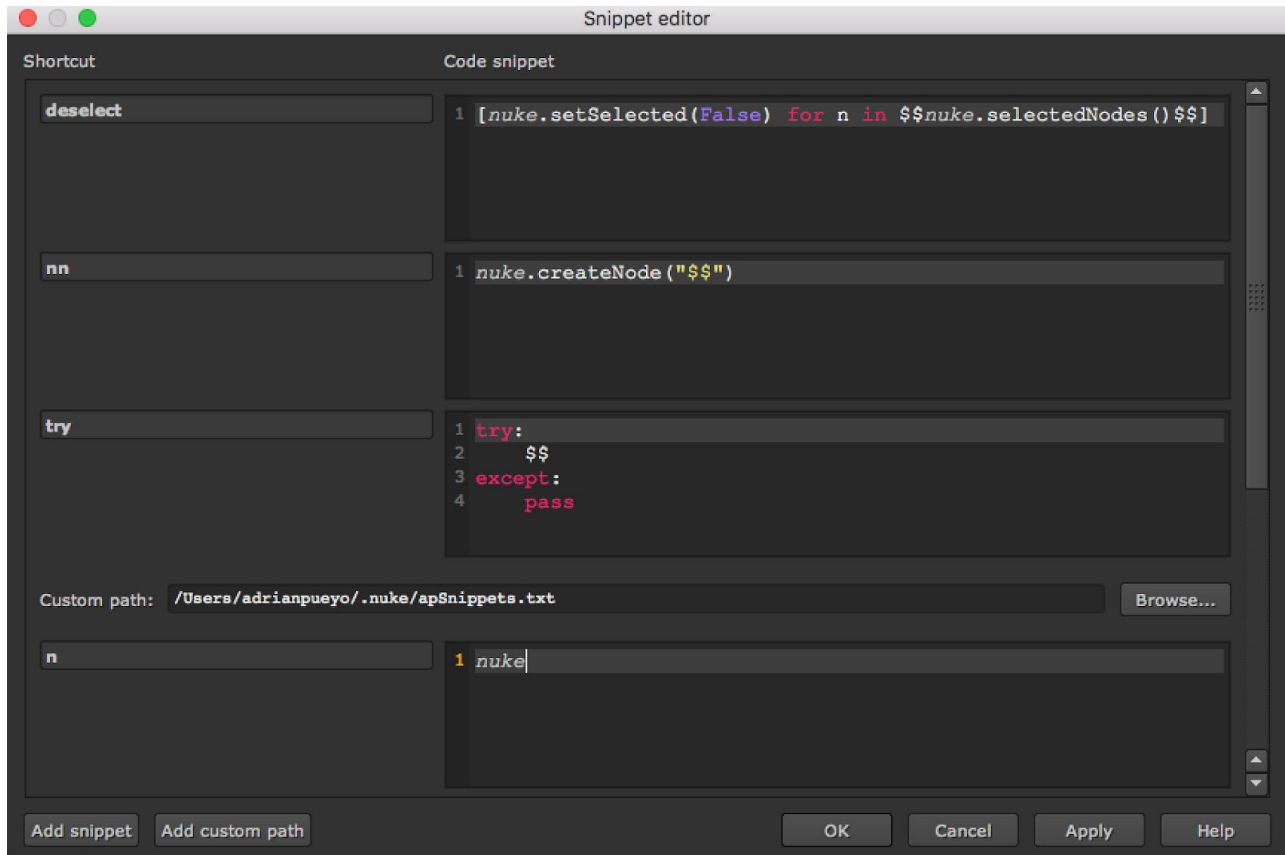 Snippet editor
Shortcut
Code snippet
deselect
1 [nuke.setSelected(False) for n in $$nuke.selectedNodes()$$]
nn
1 nuke.createNode("$$")
try
1 try:
2     $$
3 except:
4     pass
Custom path: /Users/adrianpueyo/.nuke/apSnippets.txt Browse...
n
1 nuke
Add snippet Add custom path OK Cancel Apply Help